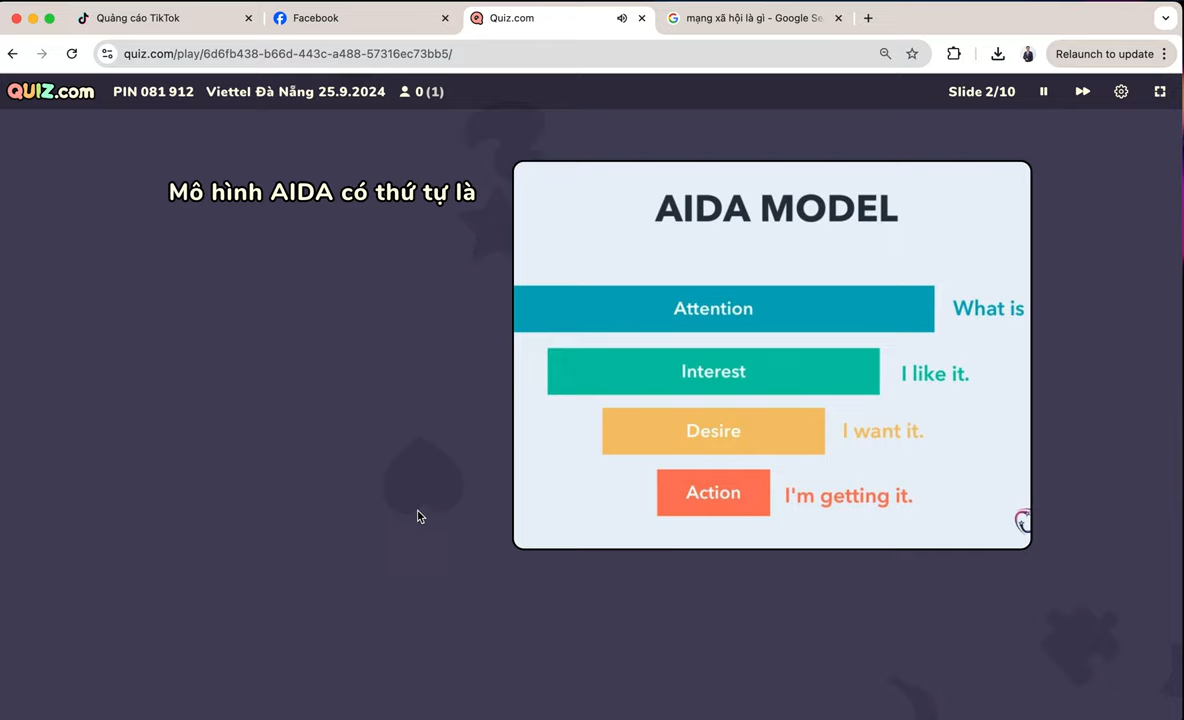 Quảng cáo TikTok
Facebook
Quiz.com
mạng xã hội là gì - Google Se
quiz.com/play/6d6fb438-b66d-443c-a488-57316ec73bb5/
Relaunch to update
QUIZ.com
PIN 081 912
Viettel Đà Nẵng 25.9.2024
0 (1)
Slide 2/10
Mô hình AIDA có thứ tự là
AIDA MODEL
Attention
What is
Interest
I like it.
Desire
I want it.
Action
I'm getting it.